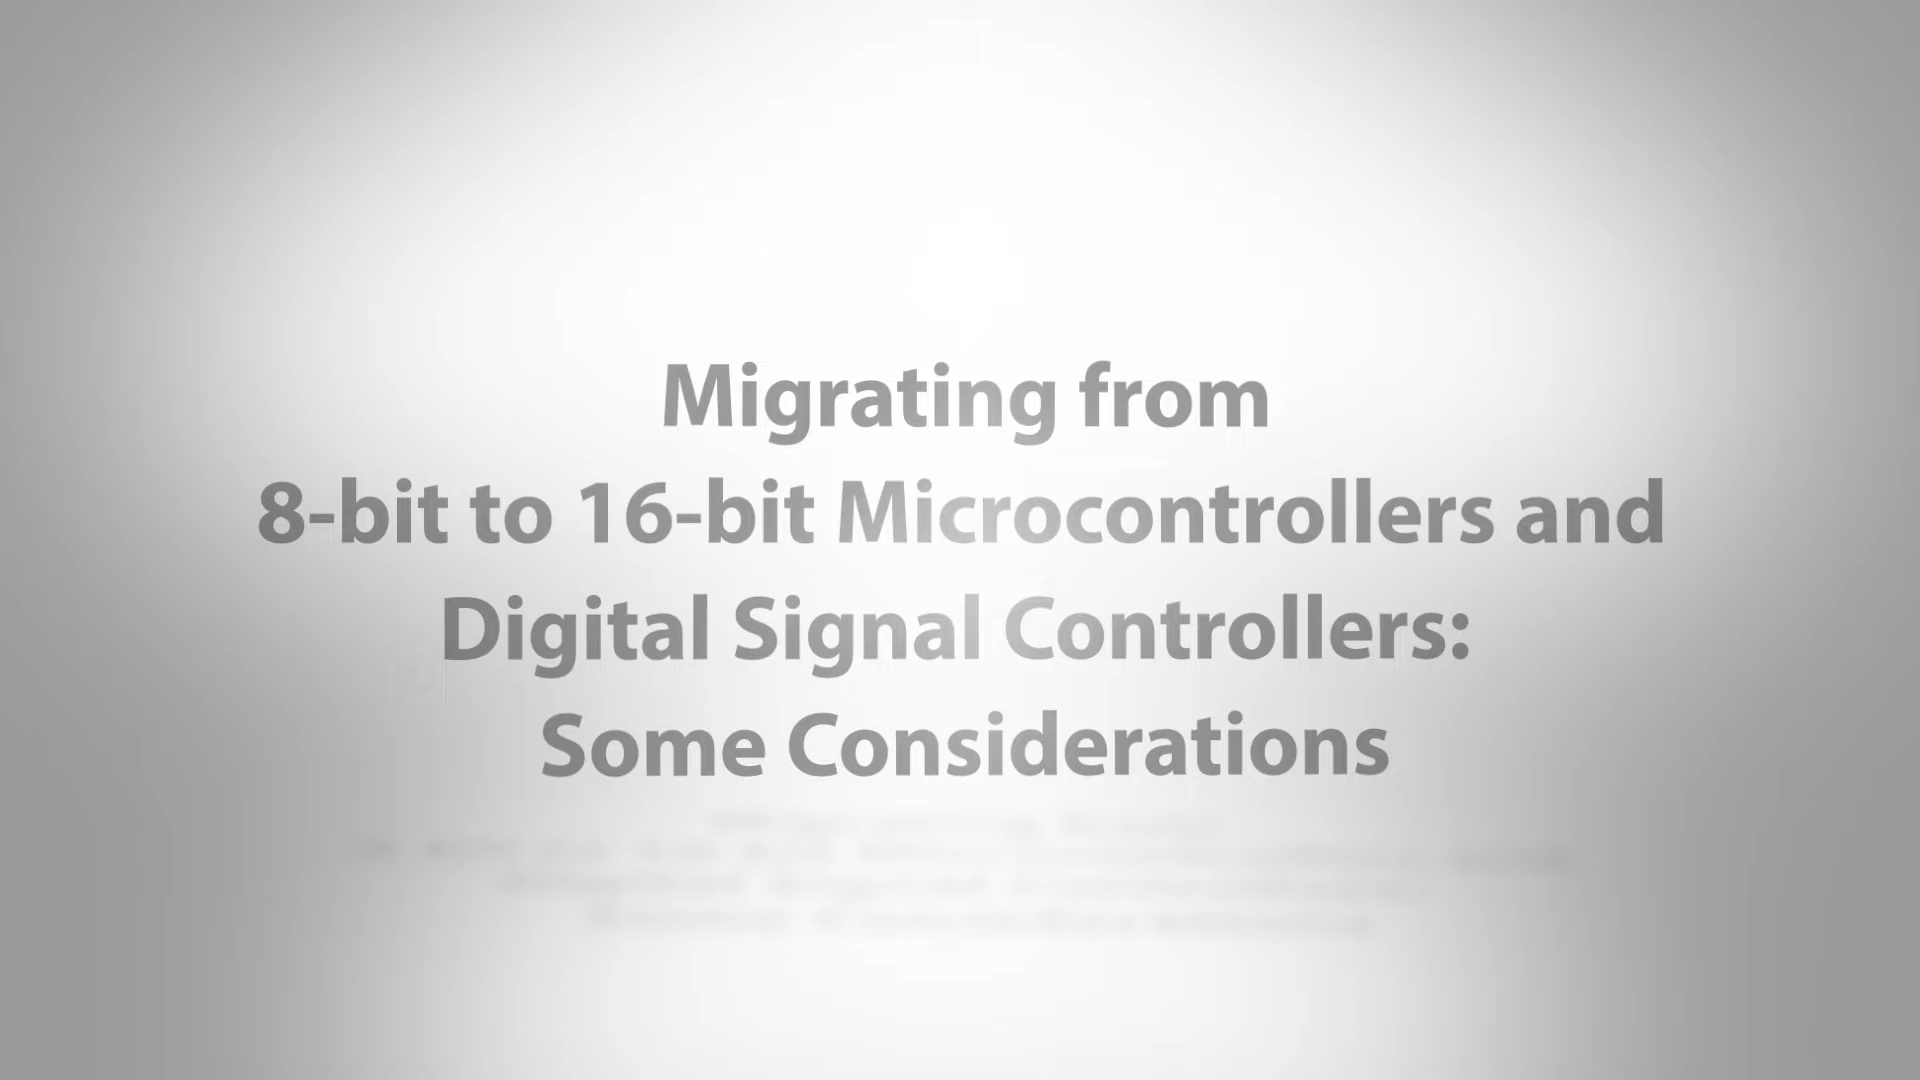 Migrating from
8-bit to 16-bit Microcontrollers and
Digital Signal Controllers:
Some Considerations